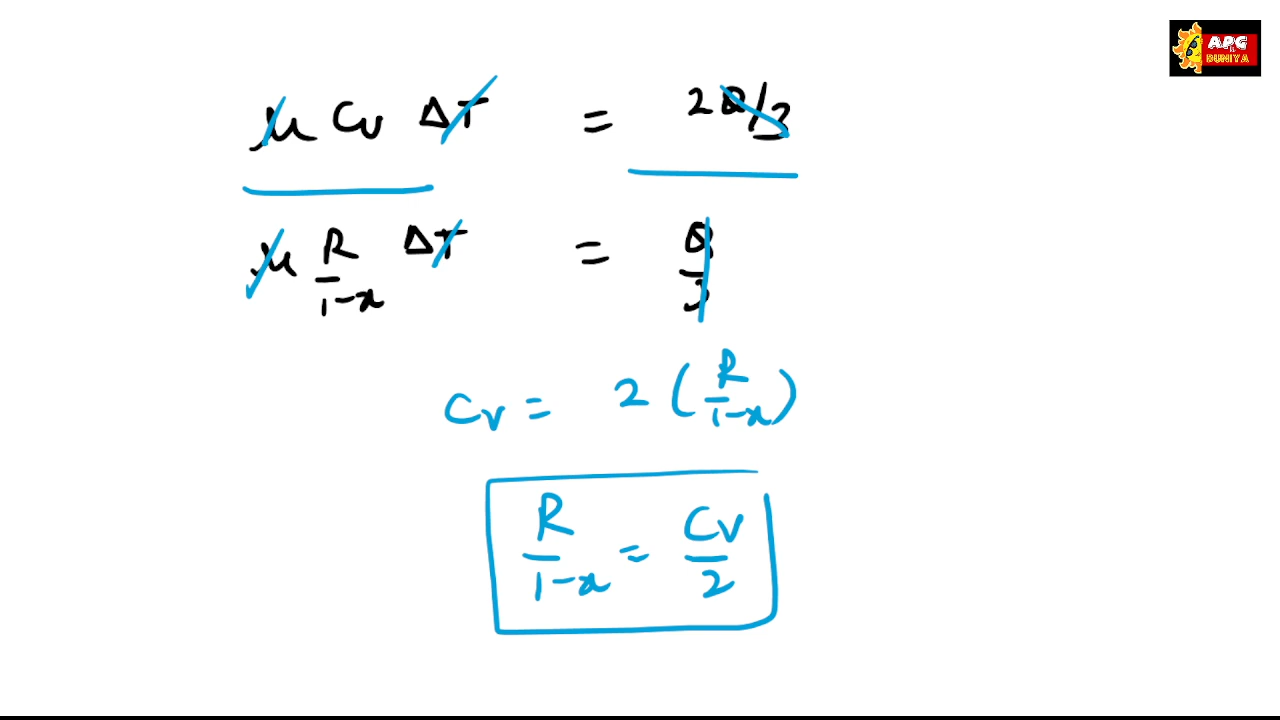 APG
DUNIYA
μ Cv ΔT = 2Q/3
μ R/1-x ΔT = Q/3
Cv = 2 (R/1-x)
R/1-x = Cv/2